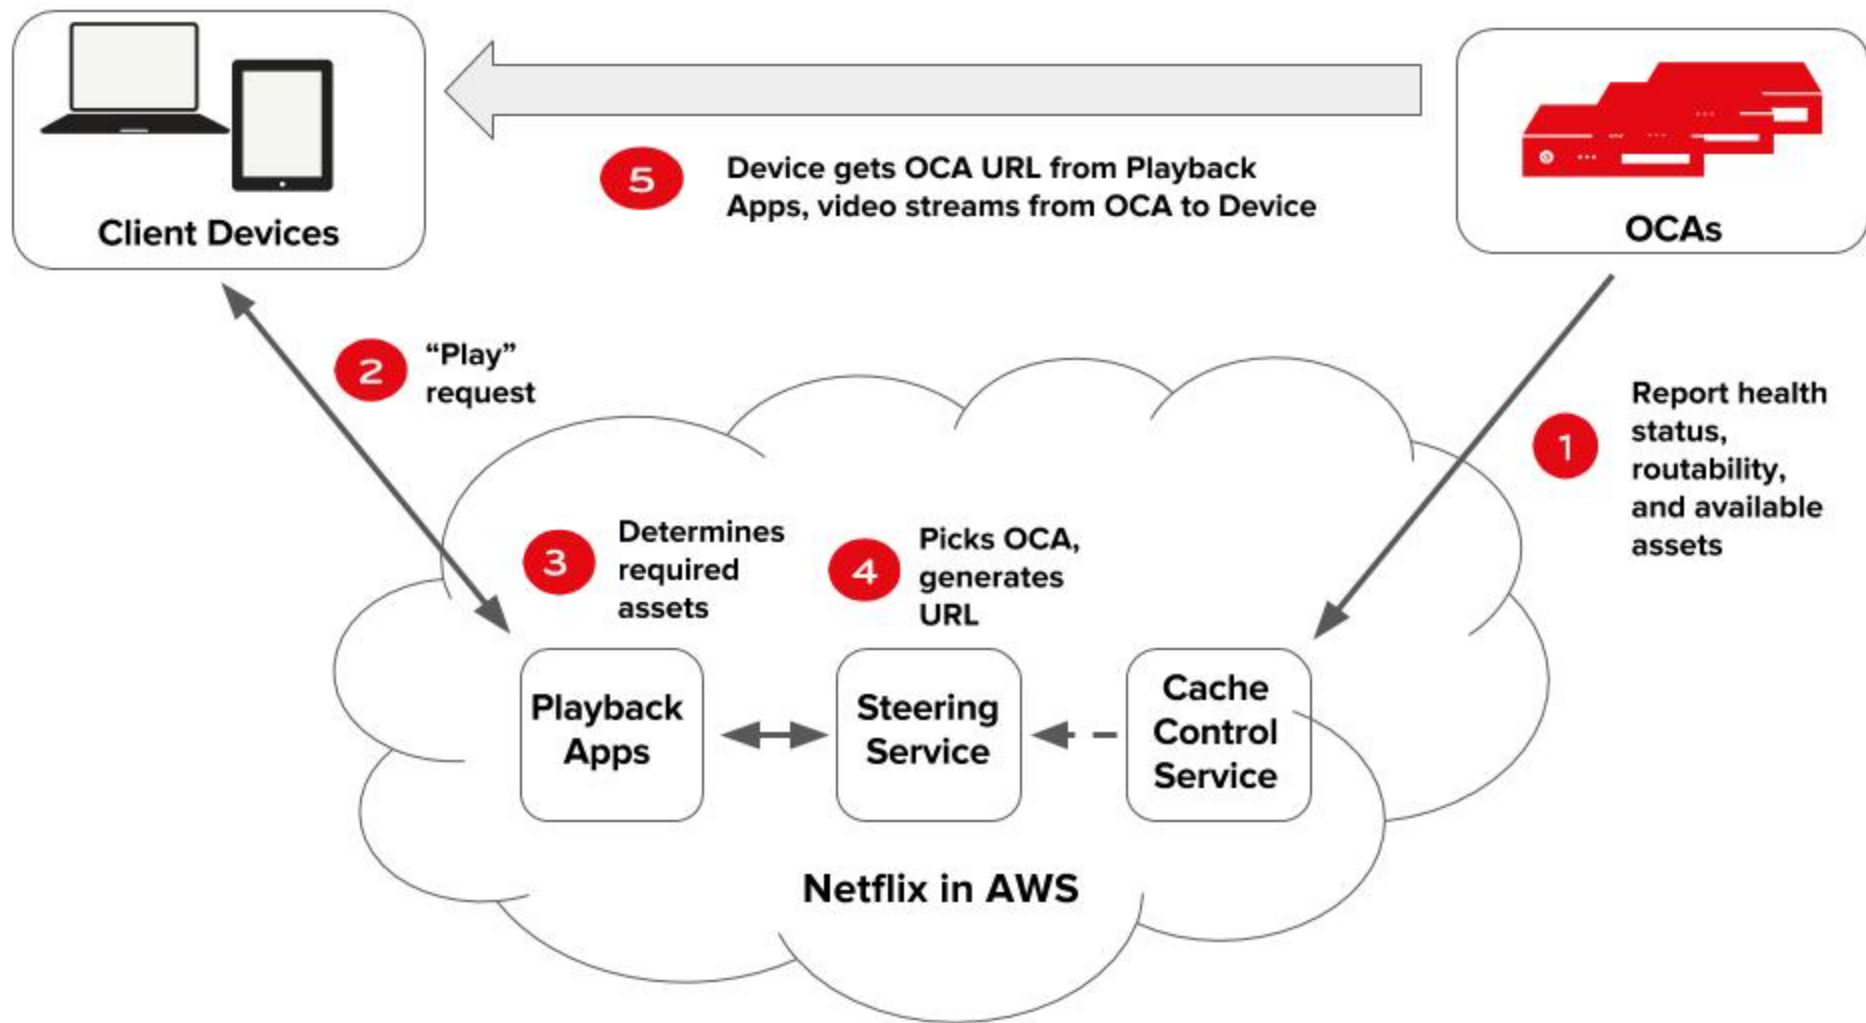 Client Devices
5
Device gets OCA URL from Playback
Apps, video streams from OCA to Device
OCAs
2
“Play”
request
1
Report health
status,
routability,
and available
assets
3
Determines
required
assets
4
Picks OCA,
generates
URL
Playback
Apps
Steering
Service
Cache
Control
Service
Netflix in AWS